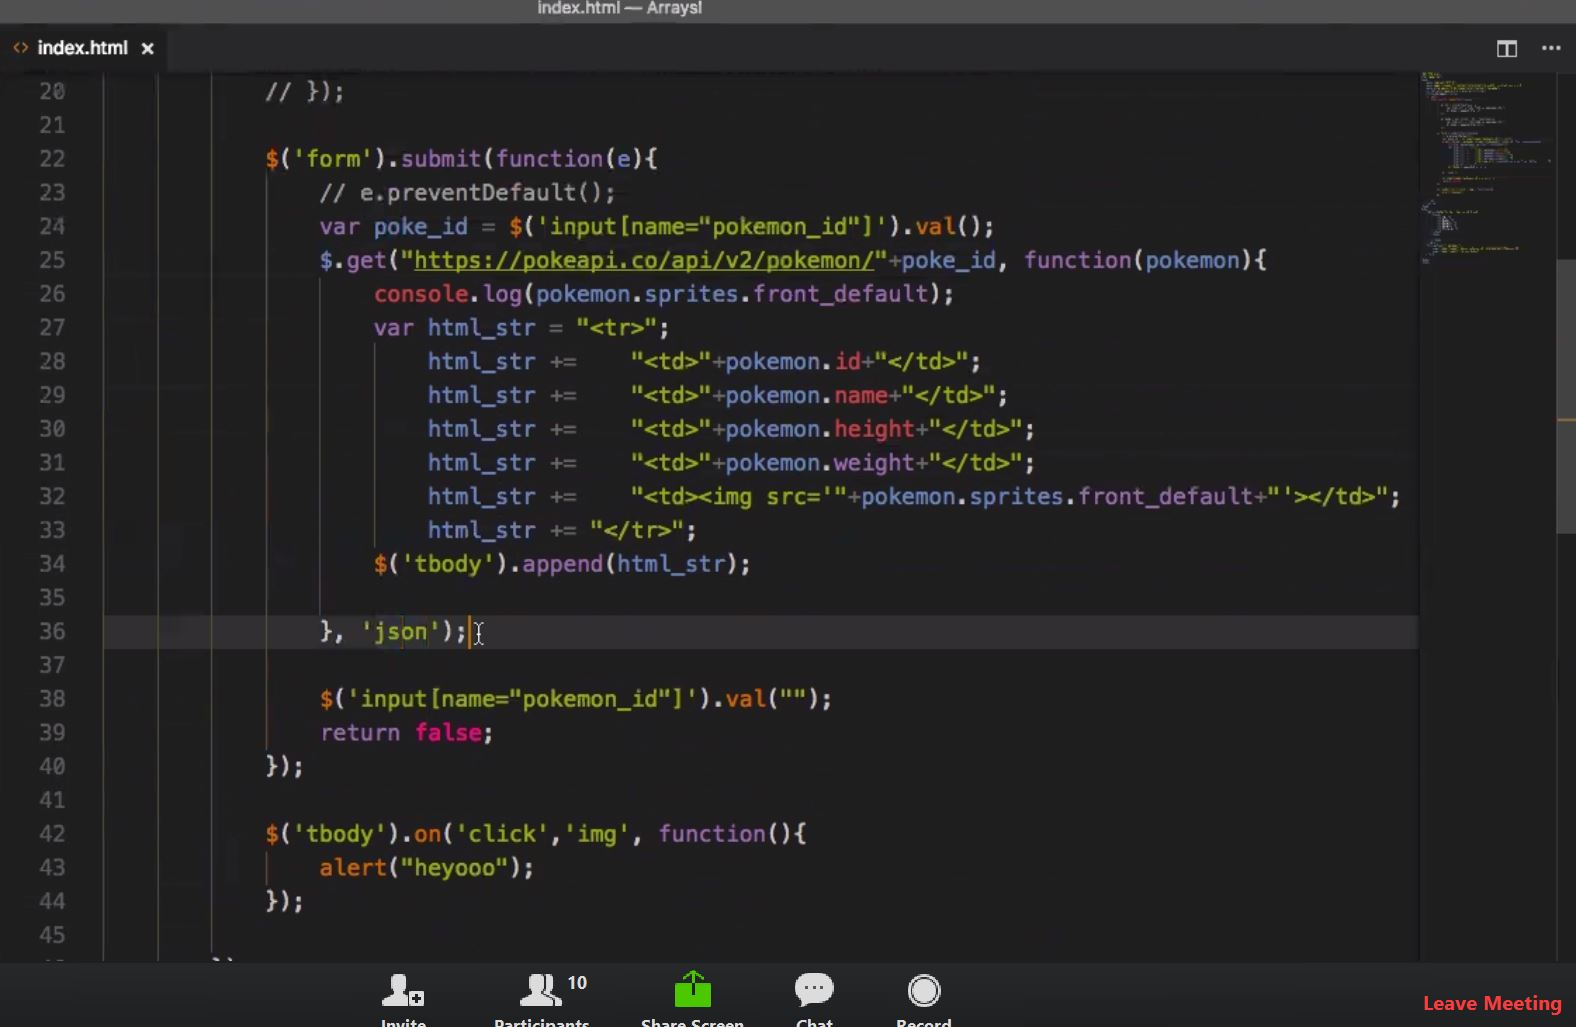 index.html — Arrays!
<> index.html ×
20 // });
21
22 $('form').submit(function(e){
23 // e.preventDefault();
24 var poke_id = $('input[name="pokemon_id"]').val();
25 $.get("https://pokeapi.co/api/v2/pokemon/"+poke_id, function(pokemon){
26 console.log(pokemon.sprites.front_default);
27 var html_str = "<tr>";
28 html_str += "<td>"+pokemon.id+"</td>";
29 html_str += "<td>"+pokemon.name+"</td>";
30 html_str += "<td>"+pokemon.height+"</td>";
31 html_str += "<td>"+pokemon.weight+"</td>";
32 html_str += "<td><img src='"+pokemon.sprites.front_default+"'></td>";
33 html_str += "</tr>";
34 $('tbody').append(html_str);
35
36 }, 'json');
37
38 $('input[name="pokemon_id"]').val("");
39 return false;
40 });
41
42 $('tbody').on('click','img', function(){
43 alert("heyooo");
44 });
45
10
Invite Participants Share Screen Chat Record
Leave Meeting